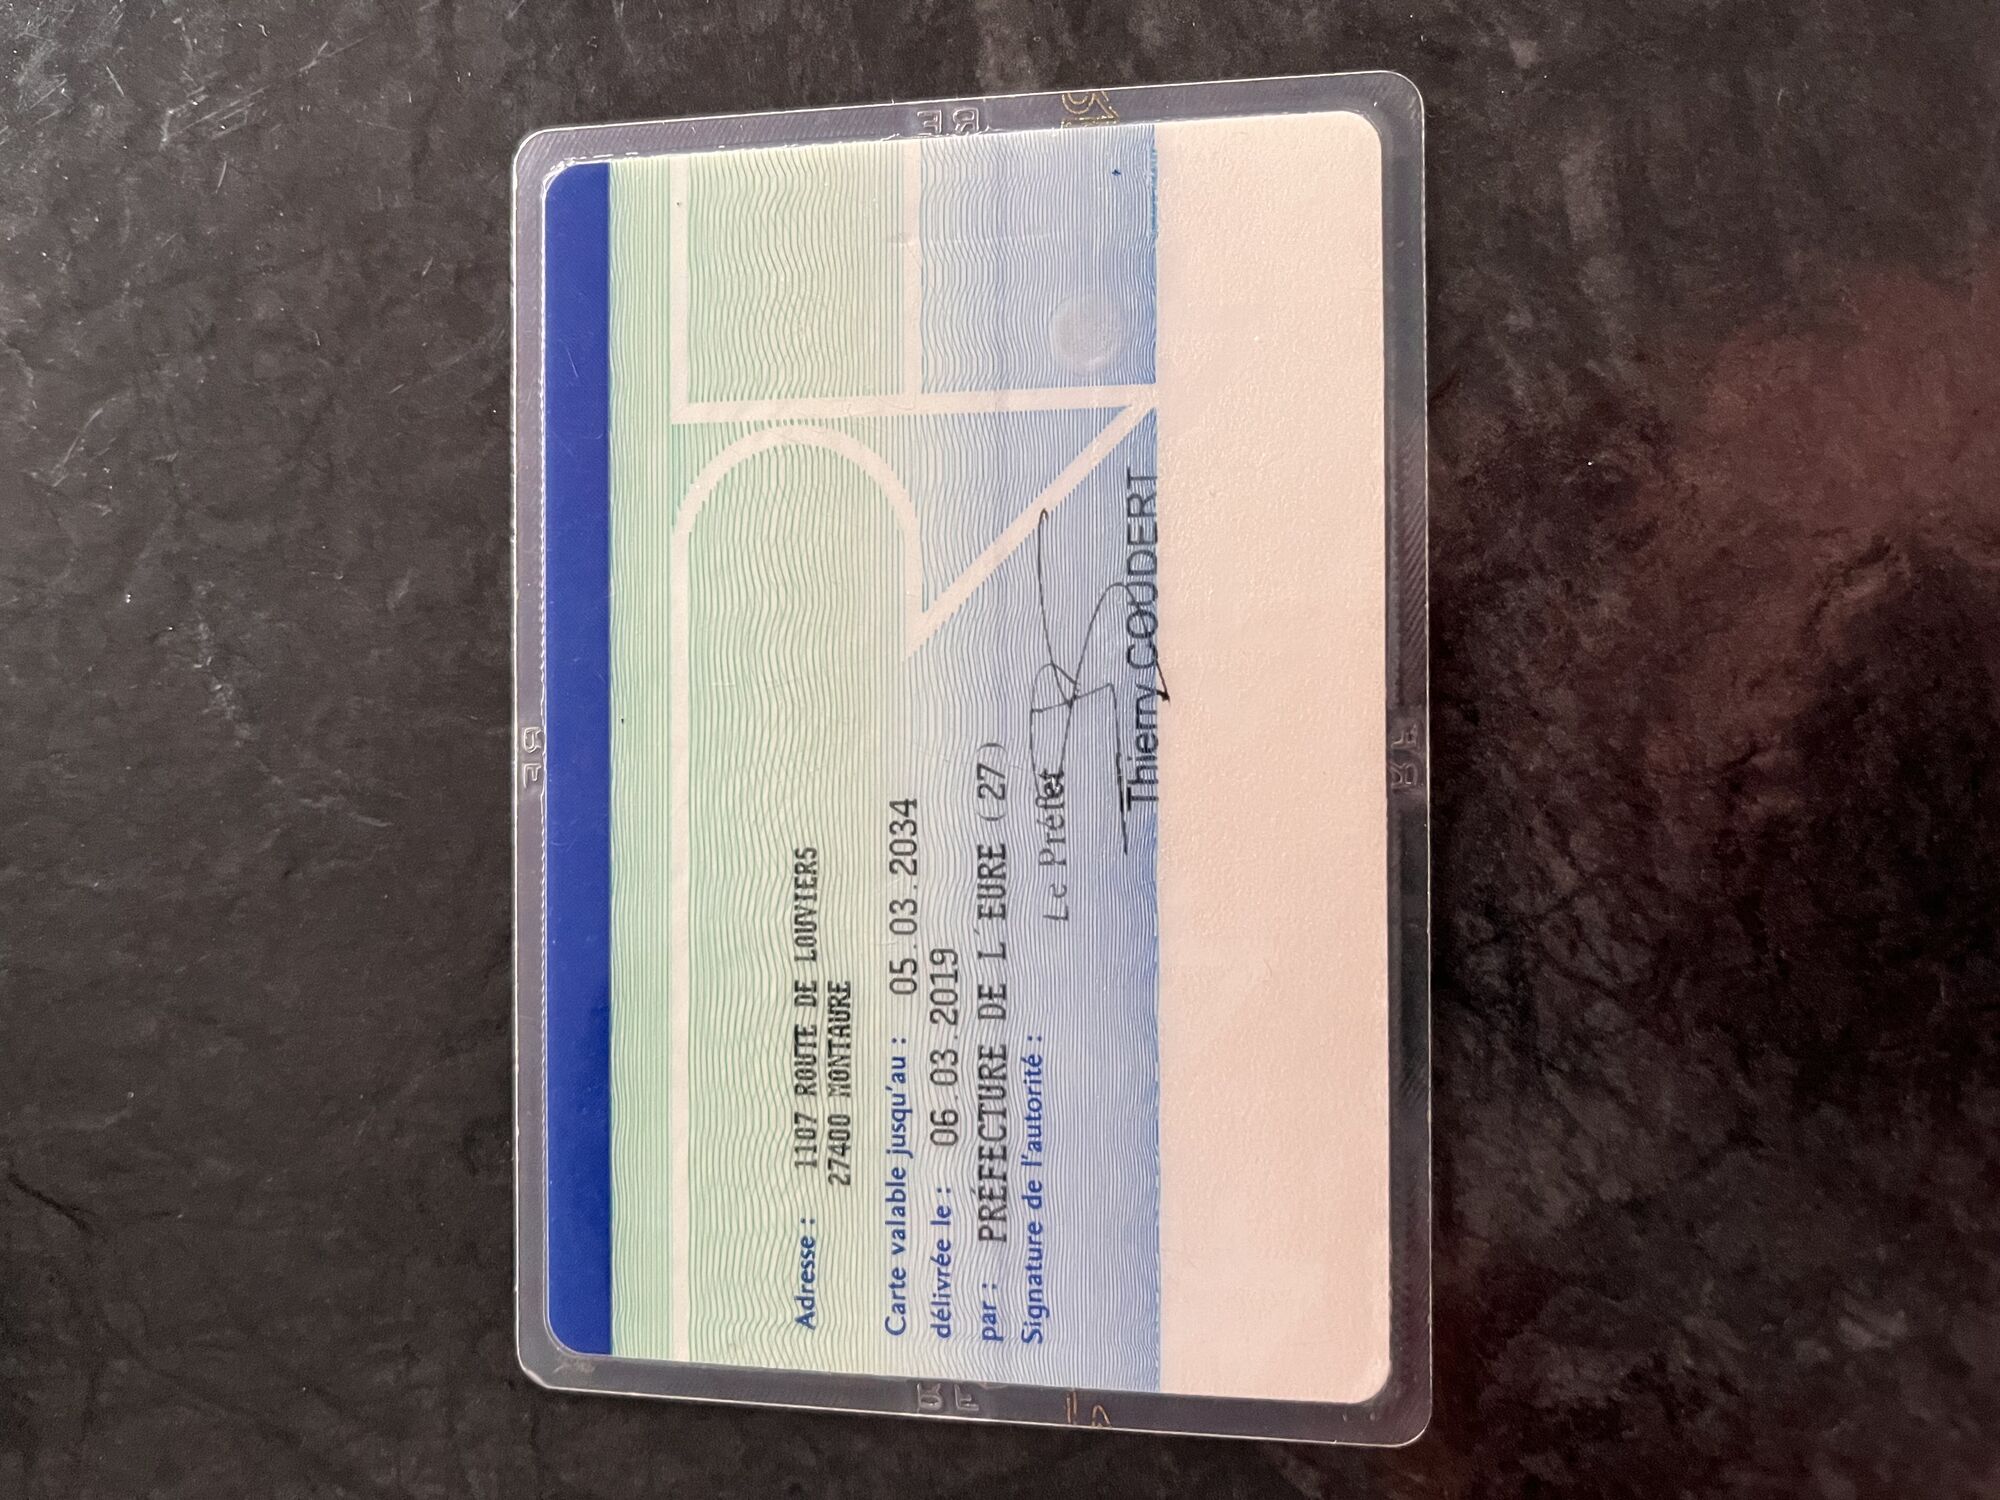 Adresse : 1107 ROUTE DE LOUVIERS
27400 MONTAURE
Carte valable jusqu'au : 05.03.2034
délivrée le : 06.03.2019
par : PRÉFECTURE DE L'EURE (27)
Signature de l'autorité :
Le Préfet
Thierry COUDERT